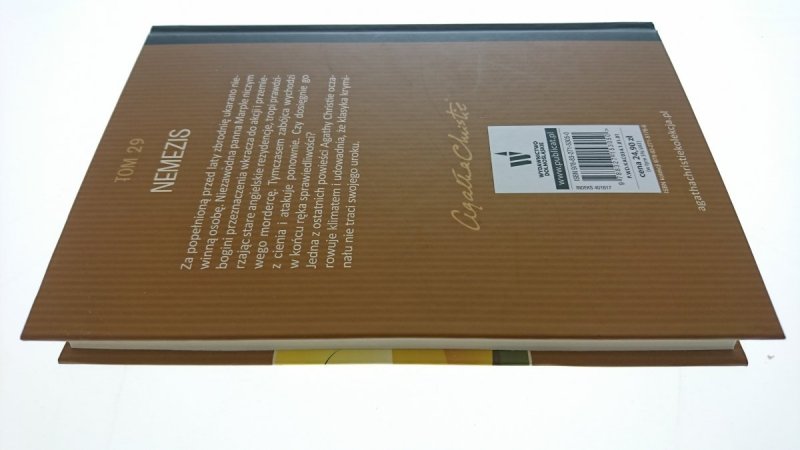 TOM 29
NEMEZIS
Za popełnioną przed laty zbrodnię ukarano nie-
winną osobę. Niezawodna panna Marple niczym
bogini przeznaczenia wkracza do akcji i przemie-
rzając stare angielskie rezydencje, tropi prawdzi-
wego mordercę. Tymczasem zabójca wychodzi
z cienia i atakuje ponownie. Czy dosięgnie go
w końcu ręka sprawiedliwości?
Jedna z ostatnich powieści Agathy Christie ocza-
rowuje klimatem i udowadnia, że klasyka krymi-
nału nie traci swojego uroku.
Agatha Christie
WYDAWNICTWO
DOLNOŚLĄSKIE
www.publicat.pl
INDEKS 401617
cena 24,90 zł
agathachristiekolekcja.pl